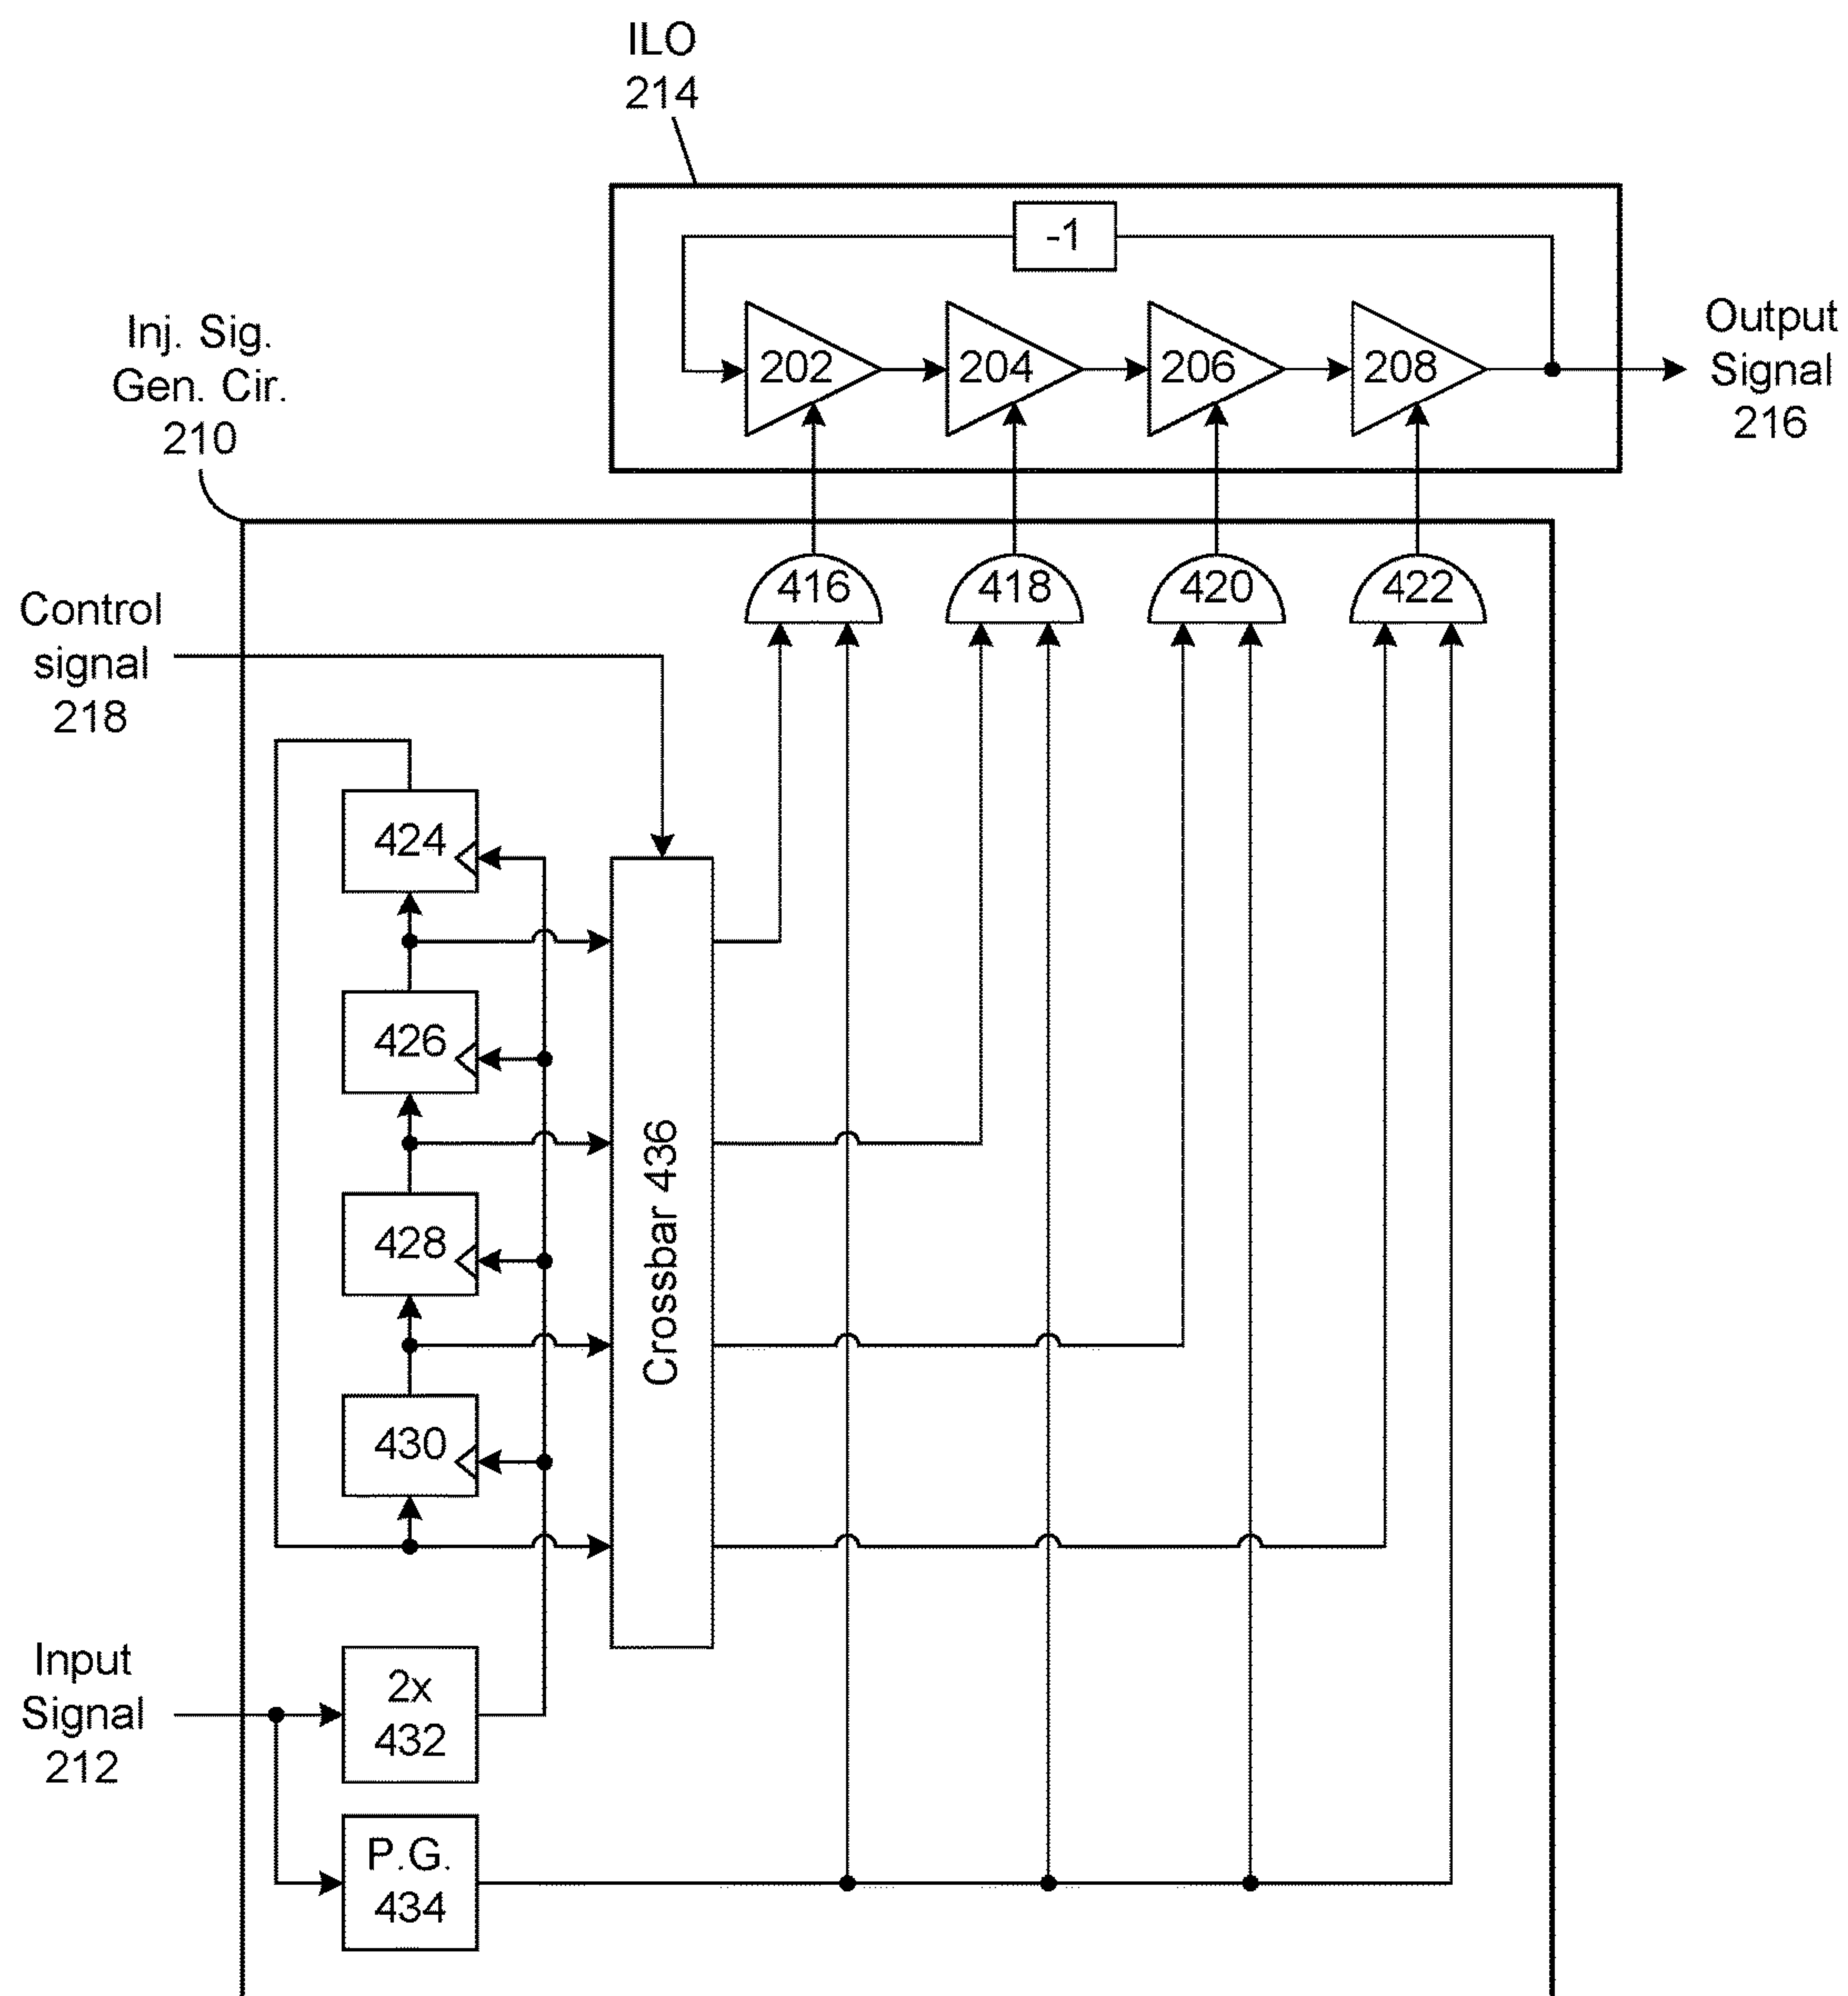 ILO
214
-1
202
204
206
208
Output
Signal
216
Inj. Sig.
Gen. Cir.
210
416
418
420
422
Control
signal
218
424
426
428
430
Crossbar 436
Input
Signal
212
2x
432
P.G.
434